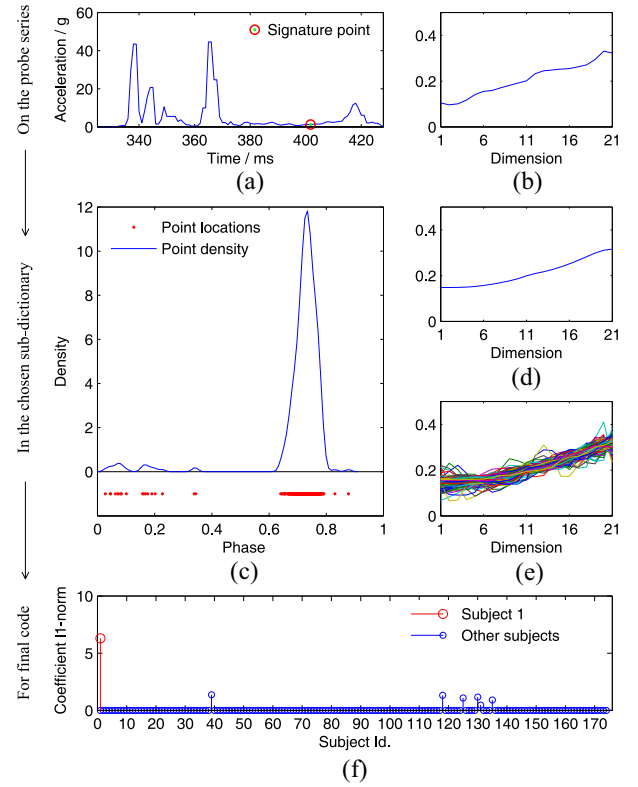 On the probe series
In the chosen sub-dictionary
For final code
Acceleration / g
60
40
20
0
Signature point
340
360
380
400
420
Time / ms
(a)
0.4
0.2
0
1
6
11
16
21
Dimension
(b)
12
10
8
6
4
2
0
Density
Point locations
Point density
0
0.2
0.4
0.6
0.8
1
Phase
(c)
0.4
0.2
0
1
6
11
16
21
Dimension
(d)
0.4
0.2
0
1
6
11
16
21
Dimension
(e)
Coefficient l1-norm
10
5
0
Subject 1
Other subjects
0 10 20 30 40 50 60 70 80 90 100 110 120 130 140 150 160 170
Subject Id.
(f)